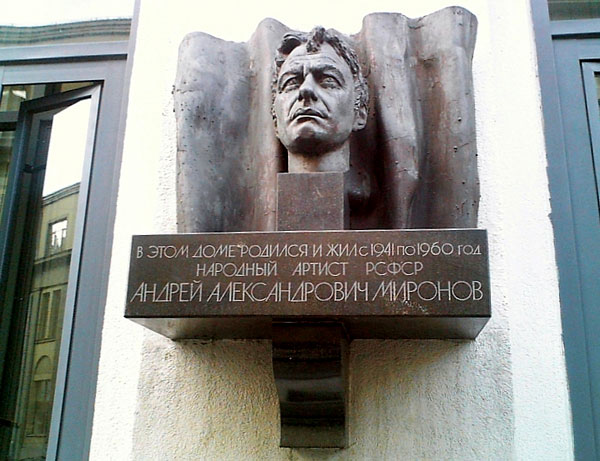 В ЭТОМ ДОМЕ РОДИЛСЯ И ЖИЛ с 1941 по 1960 год
НАРОДНЫЙ АРТИСТ РСФСР
АНДРЕЙ АЛЕКСАНДРОВИЧ МИРОНОВ